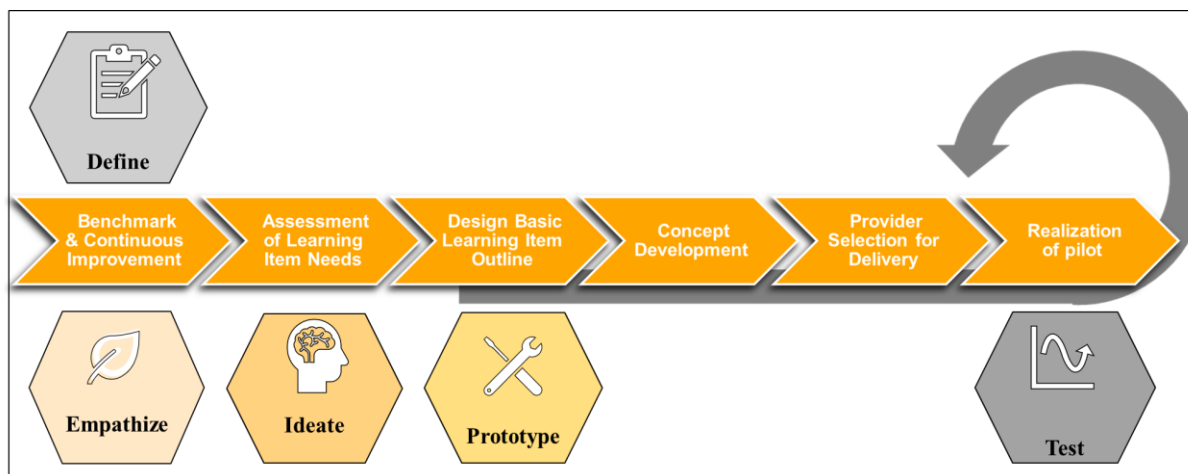 Define
Benchmark
& Continuous
Improvement
Assessment
of Learning
Item Needs
Design Basic
Learning Item
Outline
Concept
Development
Provider
Selection for
Delivery
Realization
of pilot
Empathize
Ideate
Prototype
Test